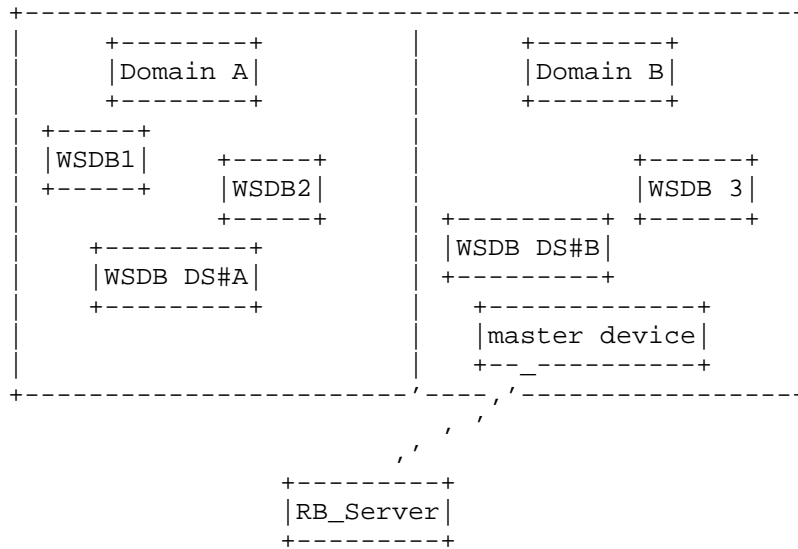 Domain A Domain B
WSDB1
WSDB2 WSDB 3
WSDB DS#A WSDB DS#B
master device
RB_Server